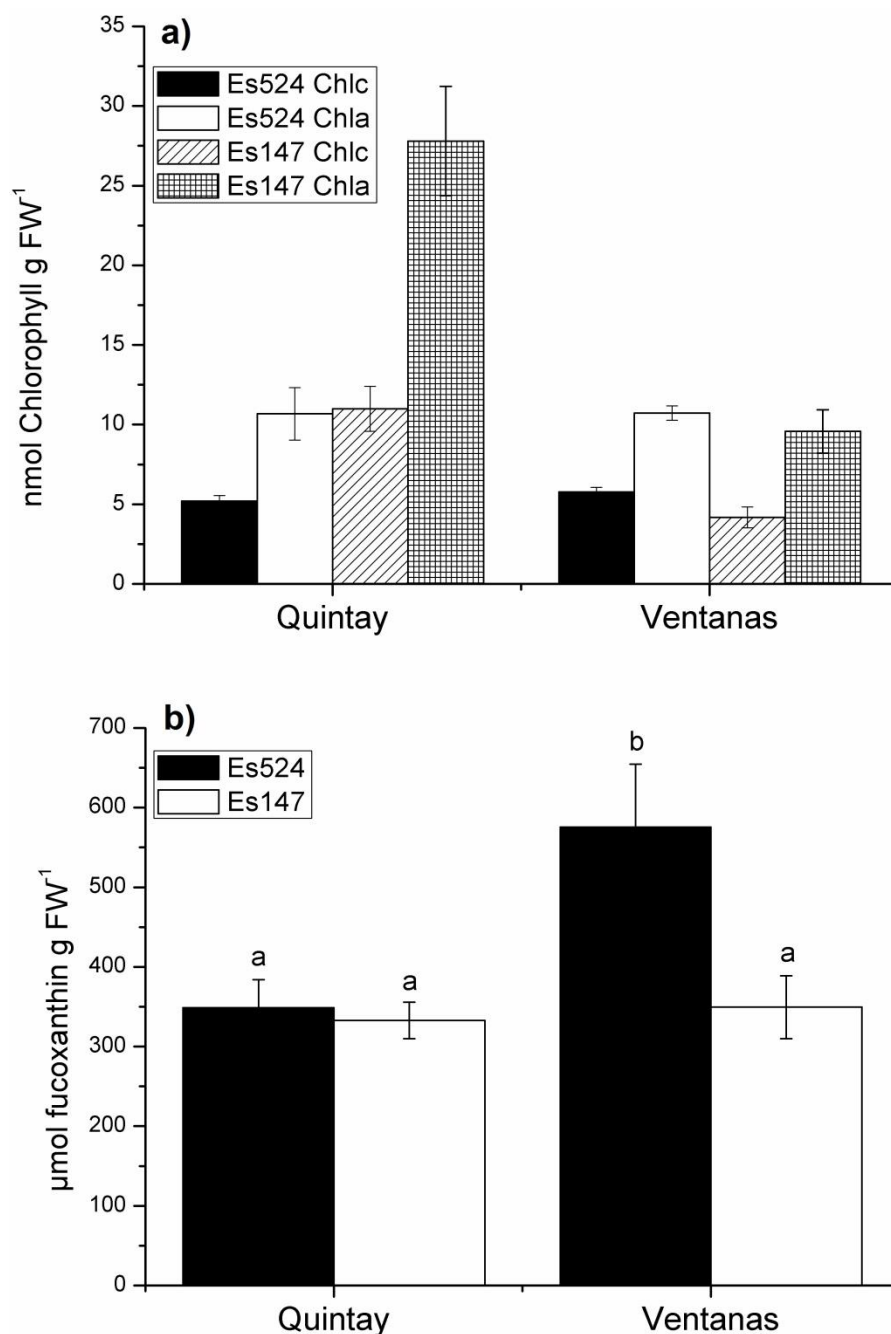 a)
Es524 Chlc
Es524 Chla
Es147 Chlc
Es147 Chla
nmol Chlorophyll g FW⁻¹
35
30
25
20
15
10
5
0
Quintay Ventanas
b)
Es524
Es147
µmol fucoxanthin g FW⁻¹
700
600
500
400
300
200
100
0
a a b a
Quintay Ventanas